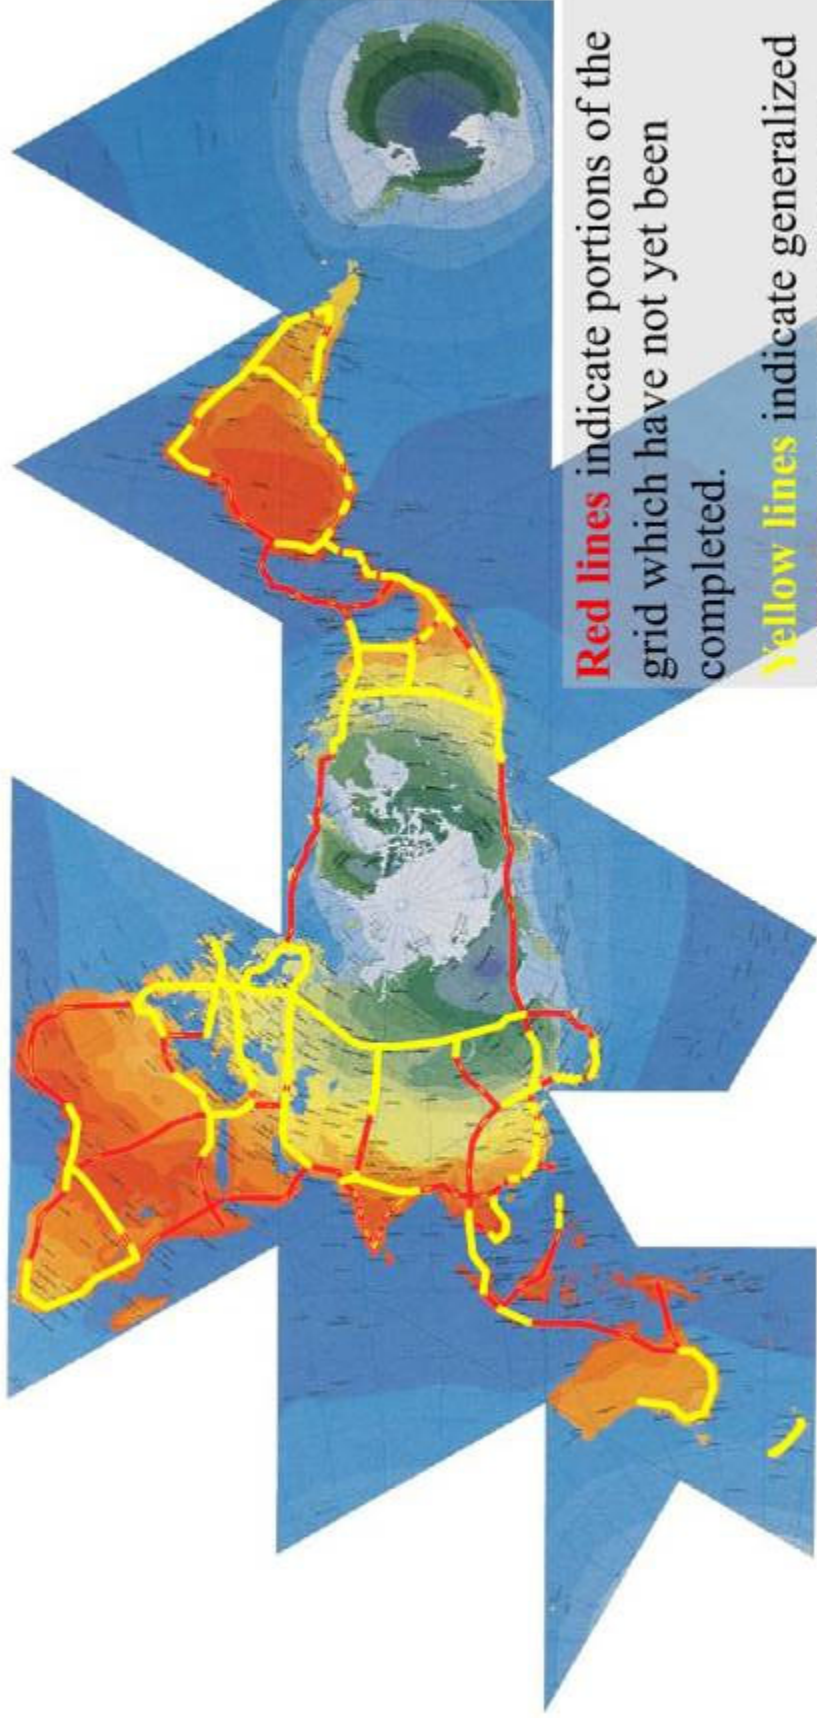 Red lines indicate portions of the
grid which have not yet been
completed.
Yellow lines indicate generalized